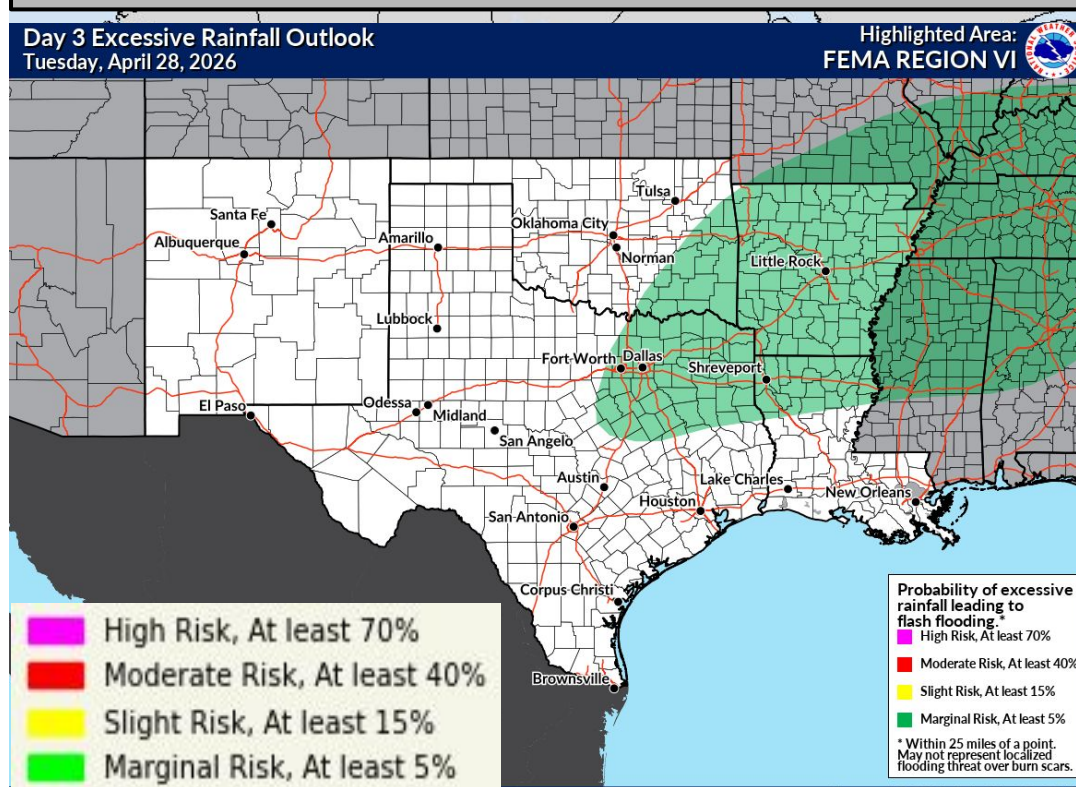 Day 3 Excessive Rainfall Outlook
Tuesday, April 28, 2026
Highlighted Area:
FEMA REGION VI
Tulsa
Santa Fe
Oklahoma City
Albuquerque
Amarillo
Norman
Little Rock
Lubbock
Fort Worth
Dallas
Shreveport
El Paso
Odessa
Midland
San Angelo
Austin
Lake Charles
Houston
New Orleans
San Antonio
Corpus Christi
Brownsville
High Risk, At least 70%
Moderate Risk, At least 40%
Slight Risk, At least 15%
Marginal Risk, At least 5%
Probability of excessive
rainfall leading to
flash flooding.*
High Risk, At least 70%
Moderate Risk, At least 40%
Slight Risk, At least 15%
Marginal Risk, At least 5%
* Within 25 miles of a point.
May not represent localized
flooding threat over burn scars.